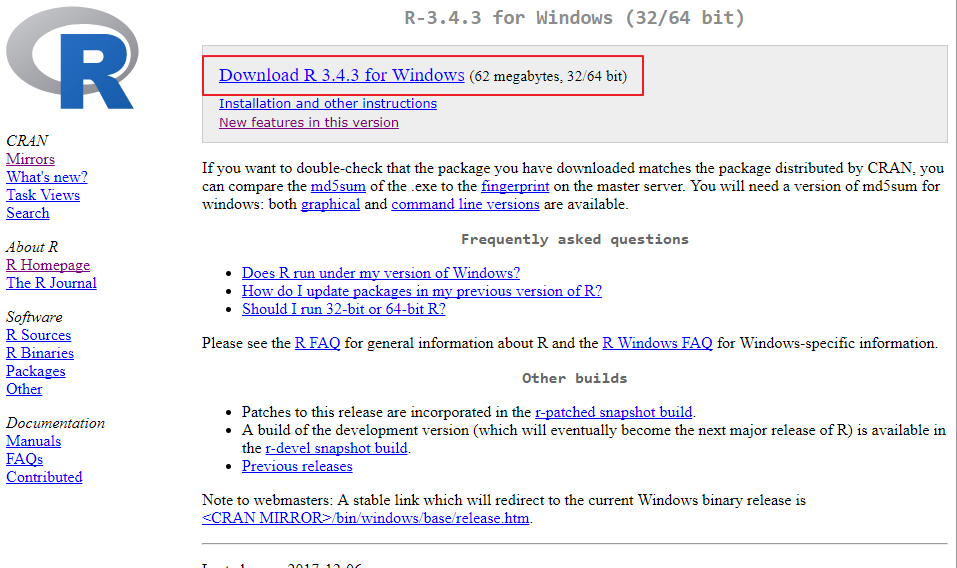 R
R-3.4.3 for Windows (32/64 bit)
Download R 3.4.3 for Windows (62 megabytes, 32/64 bit)
Installation and other instructions
New features in this version
CRAN
Mirrors
What's new?
Task Views
Search
About R
R Homepage
The R Journal
Software
R Sources
R Binaries
Packages
Other
Documentation
Manuals
FAQs
Contributed
If you want to double-check that the package you have downloaded matches the package distributed by CRAN, you
can compare the md5sum of the .exe to the fingerprint on the master server. You will need a version of md5sum for
windows: both graphical and command line versions are available.
Frequently asked questions
• Does R run under my version of Windows?
• How do I update packages in my previous version of R?
• Should I run 32-bit or 64-bit R?
Please see the R FAQ for general information about R and the R Windows FAQ for Windows-specific information.
Other builds
• Patches to this release are incorporated in the r-patched snapshot build.
• A build of the development version (which will eventually become the next major release of R) is available in
the r-devel snapshot build.
• Previous releases
Note to webmasters: A stable link which will redirect to the current Windows binary release is
<CRAN MIRROR>/bin/windows/base/release.htm.
2017-12-06